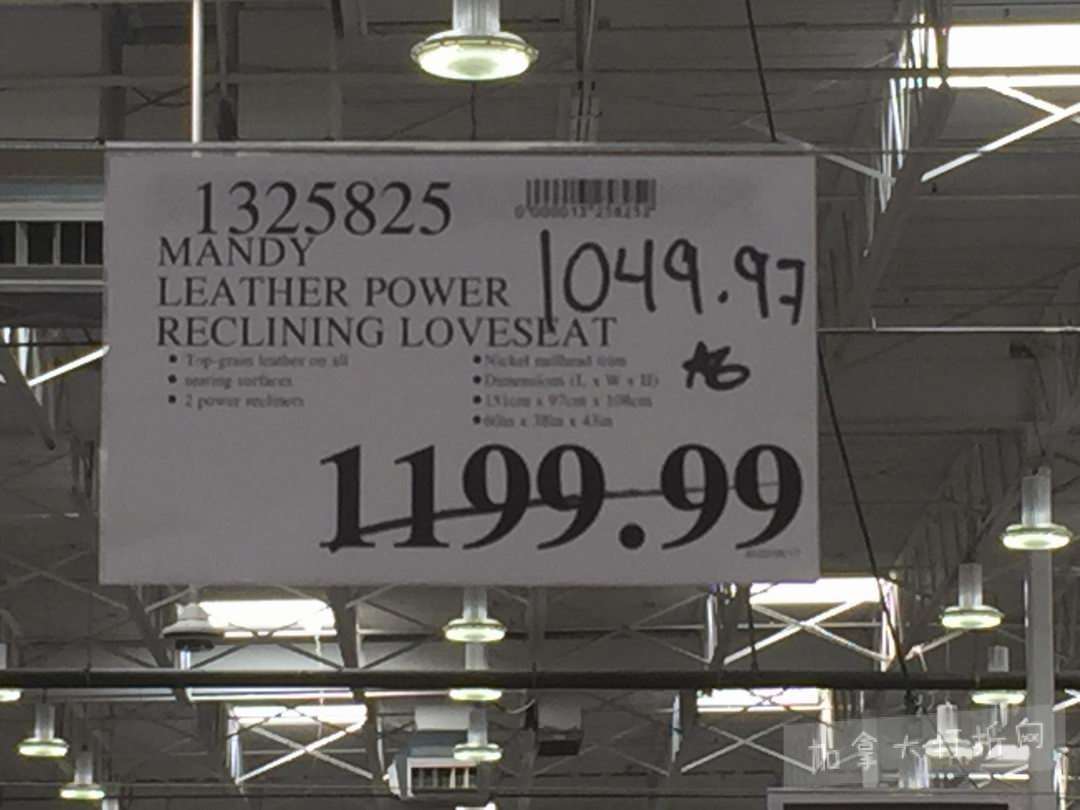 1325825
MANDY
LEATHER POWER
RECLINING LOVESEAT
1049.97
• Top-grain leather on all
• seating surfaces
• 2 power recliners
• Nickel nailhead trim
• Dimensions (L x W x H)
• 151cm x 97cm x 108cm
• 60in x 38in x 43in
1199.99
加拿大打折网